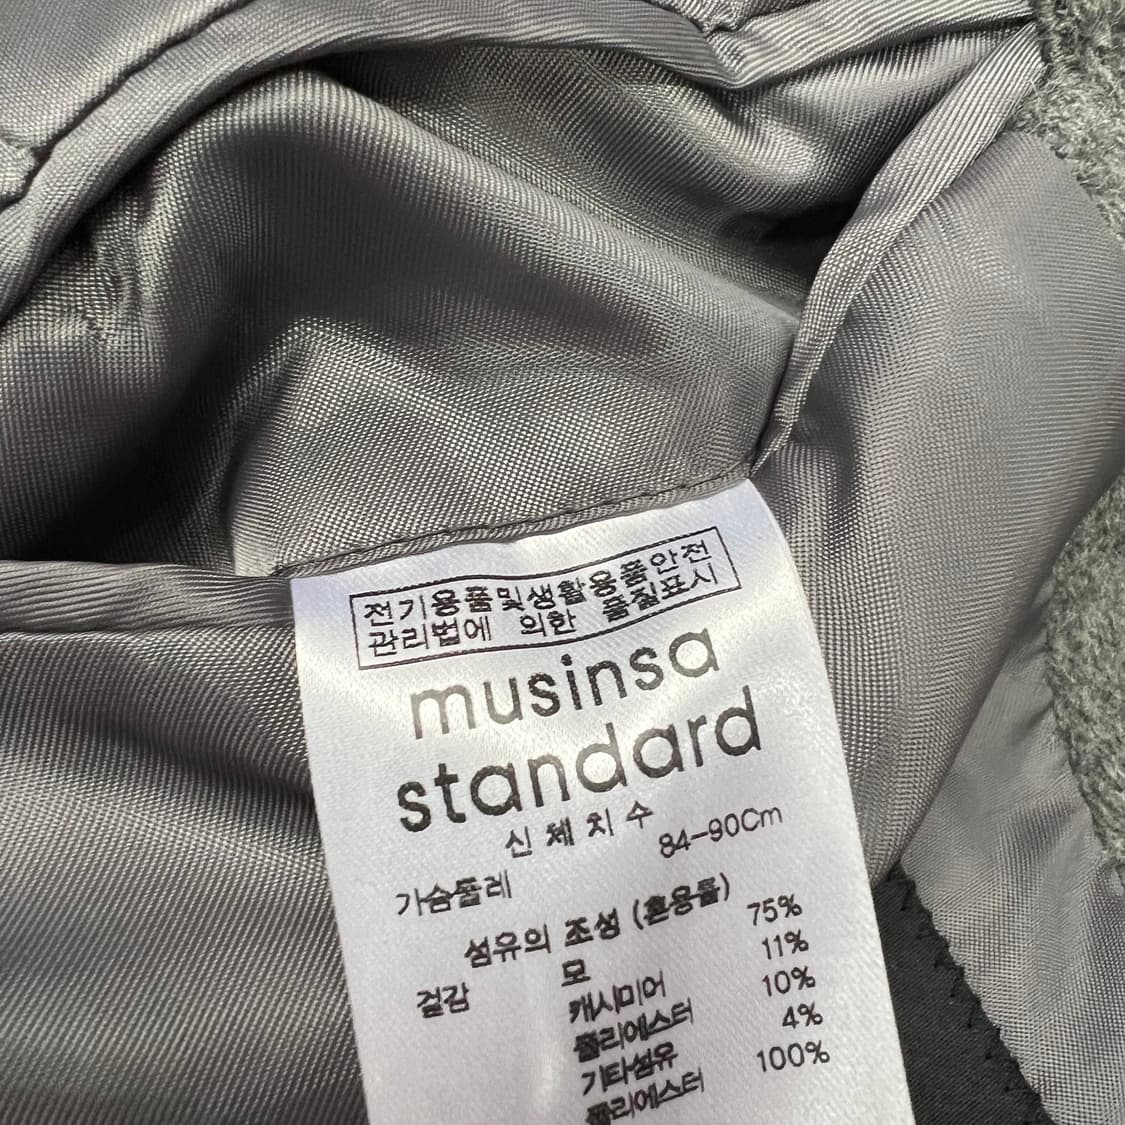 전기용품및생활용품안전
관리법에 의한 품질표시
musinsa
standard
신체치수
가슴둘레 84-90Cm
섬유의 조성 (혼용율)
겉감 모 75%
캐시미어 11%
폴리에스터 10%
기타섬유 4%
폴리에스터 100%